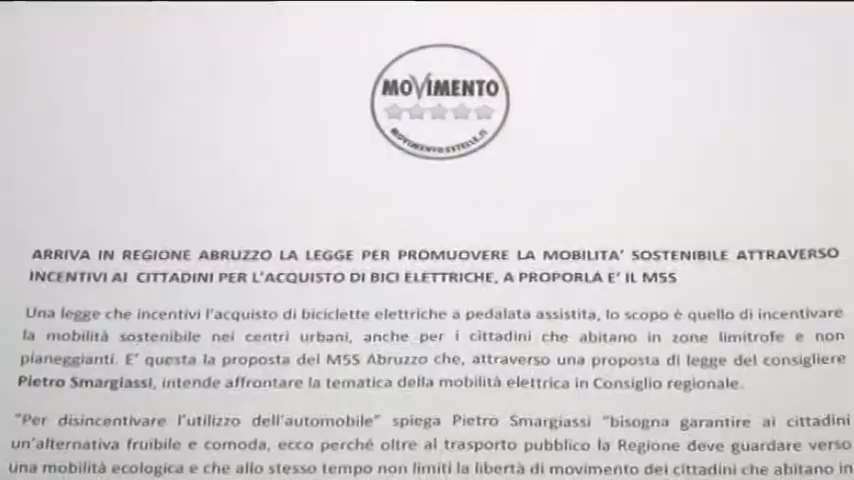 MOVIMENTO
MOVIMENTO5STELLE.IT
ARRIVA IN REGIONE ABRUZZO LA LEGGE PER PROMUOVERE LA MOBILITA' SOSTENIBILE ATTRAVERSO
INCENTIVI AI CITTADINI PER L'ACQUISTO DI BICI ELETTRICHE, A PROPORLA E' IL M5S
Una legge che incentivi l'acquisto di biciclette elettriche a pedalata assistita, lo scopo è quello di incentivare
la mobilità sostenibile nei centri urbani, anche per i cittadini che abitano in zone limitrofe e non
pianeggianti. E' questa la proposta del M5S Abruzzo che, attraverso una proposta di legge del consigliere
Pietro Smargiassi, intende affrontare la tematica della mobilità elettrica in Consiglio regionale.
"Per disincentivare l'utilizzo dell'automobile" spiega Pietro Smargiassi "bisogna garantire ai cittadini
un'alternativa fruibile e comoda, ecco perché oltre al trasporto pubblico la Regione deve guardare verso
una mobilità ecologica e che allo stesso tempo non limiti la libertà di movimento dei cittadini che abitano in